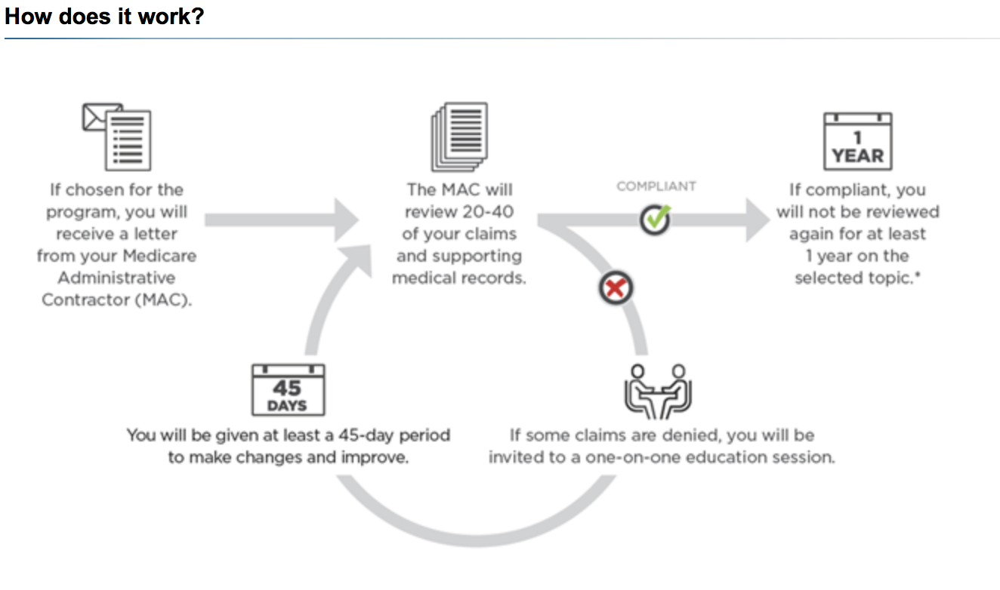 How does it work?
If chosen for the
program, you will
receive a letter
from your Medicare
Administrative
Contractor (MAC).
The MAC will
review 20-40
of your claims
and supporting
medical records.
COMPLIANT
1
YEAR
If compliant, you
will not be reviewed
again for at least
1 year on the
selected topic.*
45
DAYS
You will be given at least a 45-day period
to make changes and improve.
If some claims are denied, you will be
invited to a one-on-one education session.